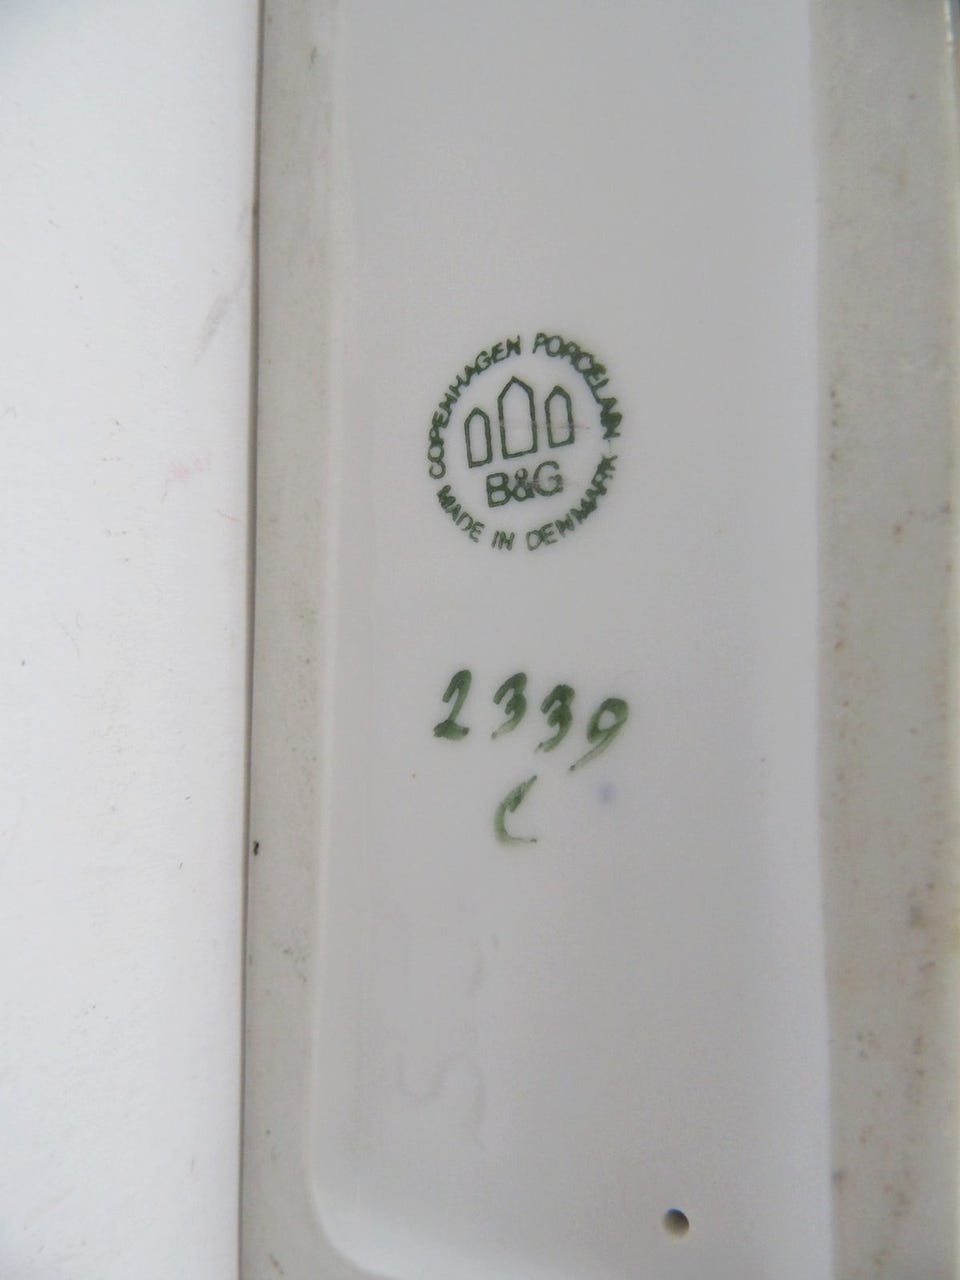 COPENHAGEN PORCELAIN
B&G
MADE IN DENMARK
2339
C